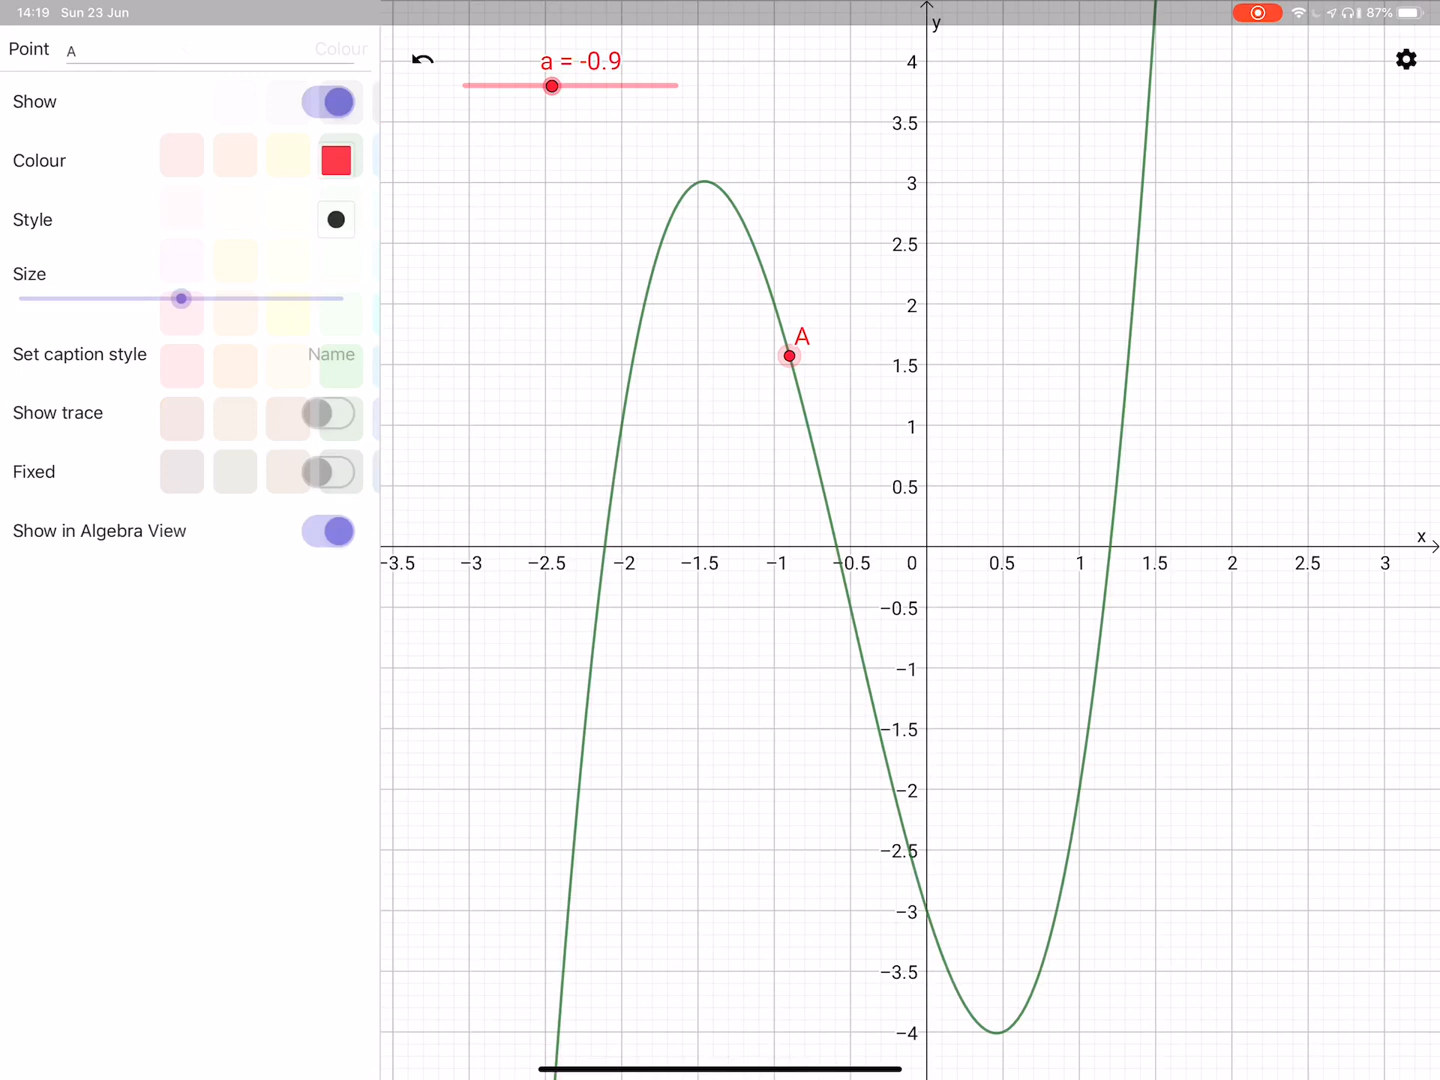 14:19 Sun 23 Jun
87%
Point A Colour
Show
Colour
Style
Size
Set caption style Name
Show trace
Fixed
Show in Algebra View
a = -0.9
A
y
x
4
3.5
3
2.5
2
1.5
1
0.5
−0.5
−1
−1.5
−2
−2.5
−3
−3.5
−4
−3.5 −3 −2.5 −2 −1.5 −1 −0.5 0 0.5 1 1.5 2 2.5 3